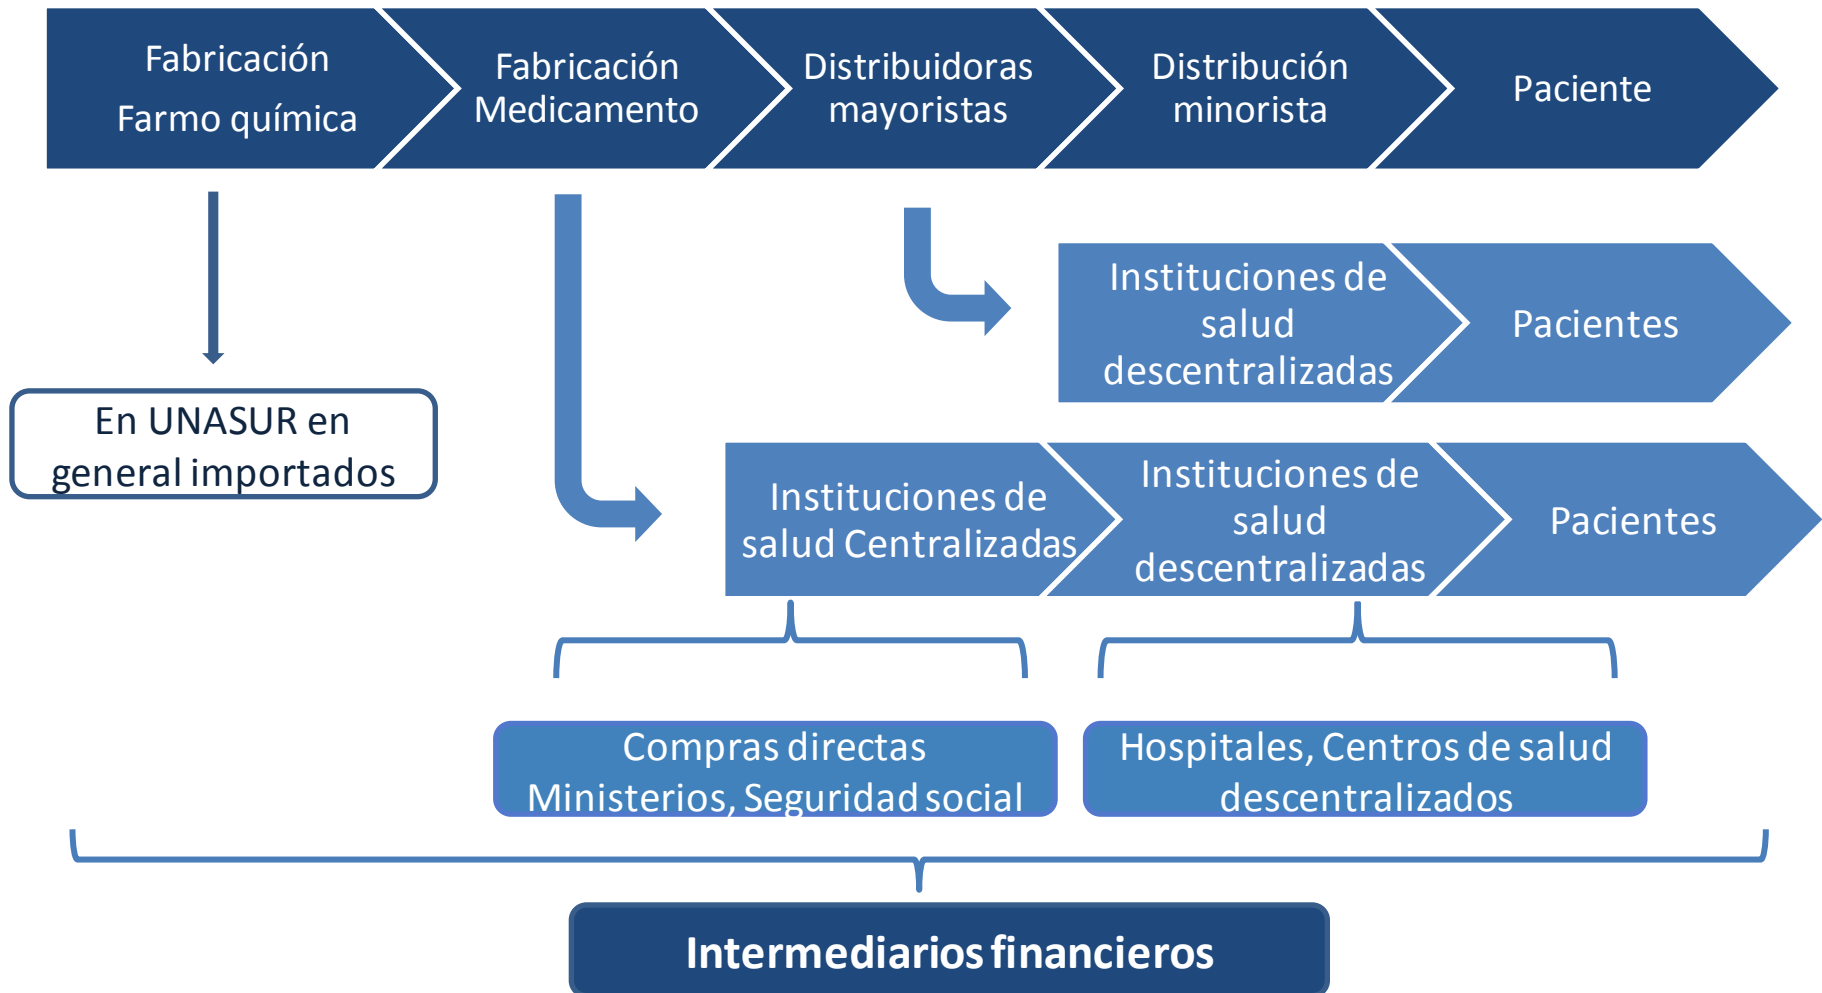 Fabricación
Farmo química
Fabricación
Medicamento
Distribuidoras
mayoristas
Distribución
minorista
Paciente
Instituciones de
salud
descentralizadas
Pacientes
En UNASUR en
general importados
Instituciones de
salud Centralizadas
Instituciones de
salud
descentralizadas
Pacientes
Compras directas
Ministerios, Seguridad social
Hospitales, Centros de salud
descentralizados
Intermediarios financieros